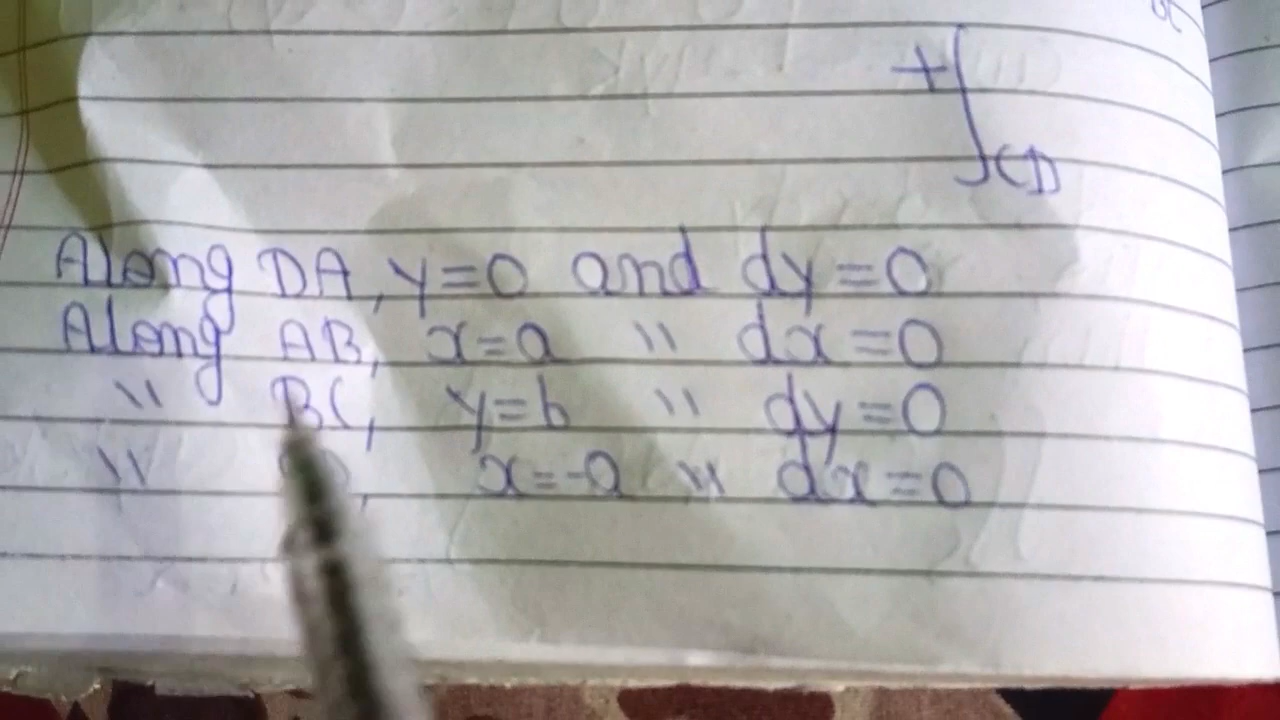 +∫CD
Along DA, y=0 and dy=0
Along AB, x=a " dx=0
" BC, y=b " dy=0
" , x=-a " dx=0